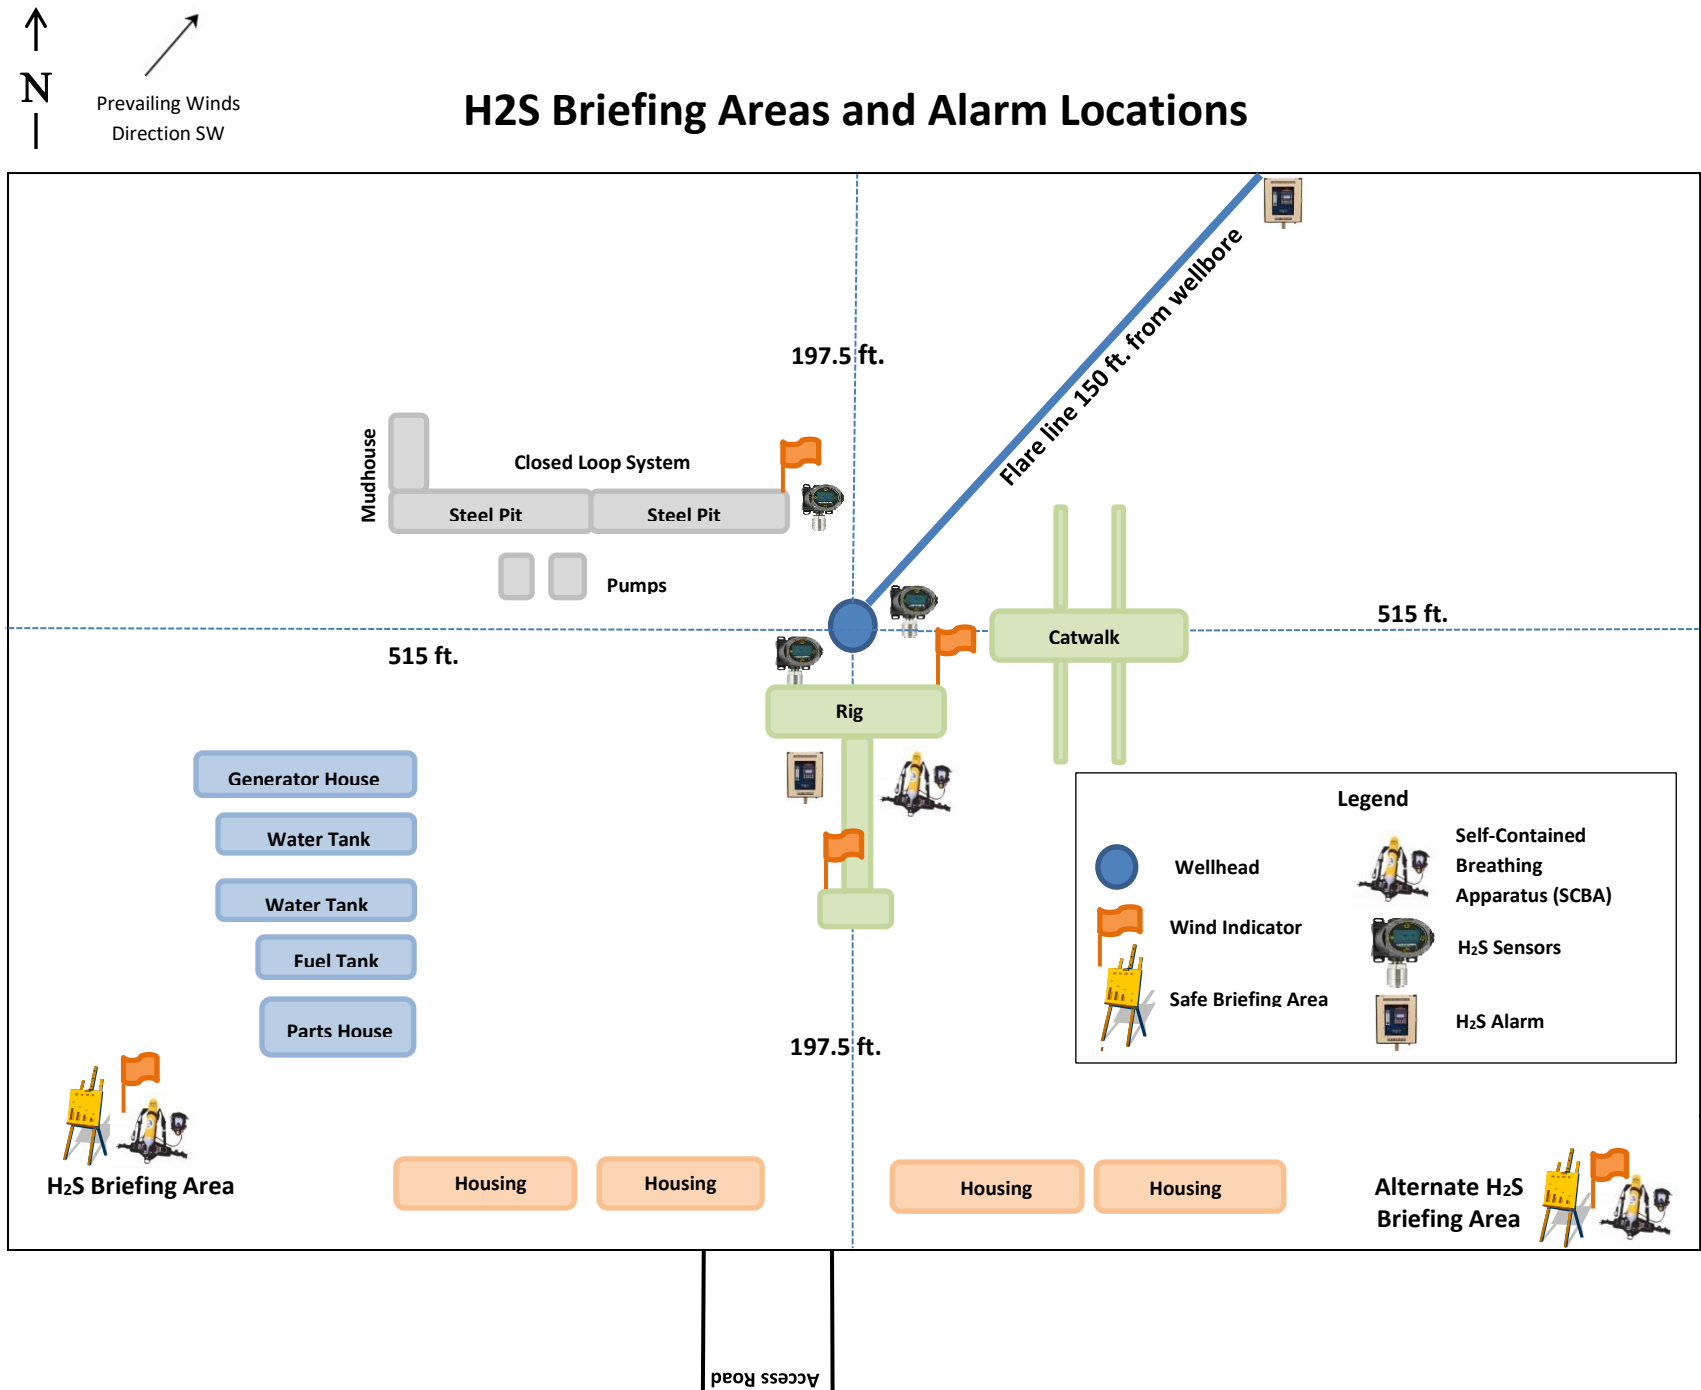 N
Prevailing Winds
Direction SW
H2S Briefing Areas and Alarm Locations
197.5 ft.
Flare line 150 ft. from wellbore
Mudhouse
Closed Loop System
Steel Pit
Steel Pit
Pumps
515 ft.
515 ft.
Catwalk
Rig
Generator House
Water Tank
Water Tank
Fuel Tank
Parts House
Legend
Wellhead
Wind Indicator
Safe Briefing Area
Self-Contained
Breathing
Apparatus (SCBA)
H2S Sensors
H2S Alarm
197.5 ft.
H2S Briefing Area
Housing
Housing
Housing
Housing
Alternate H2S
Briefing Area
Access Road